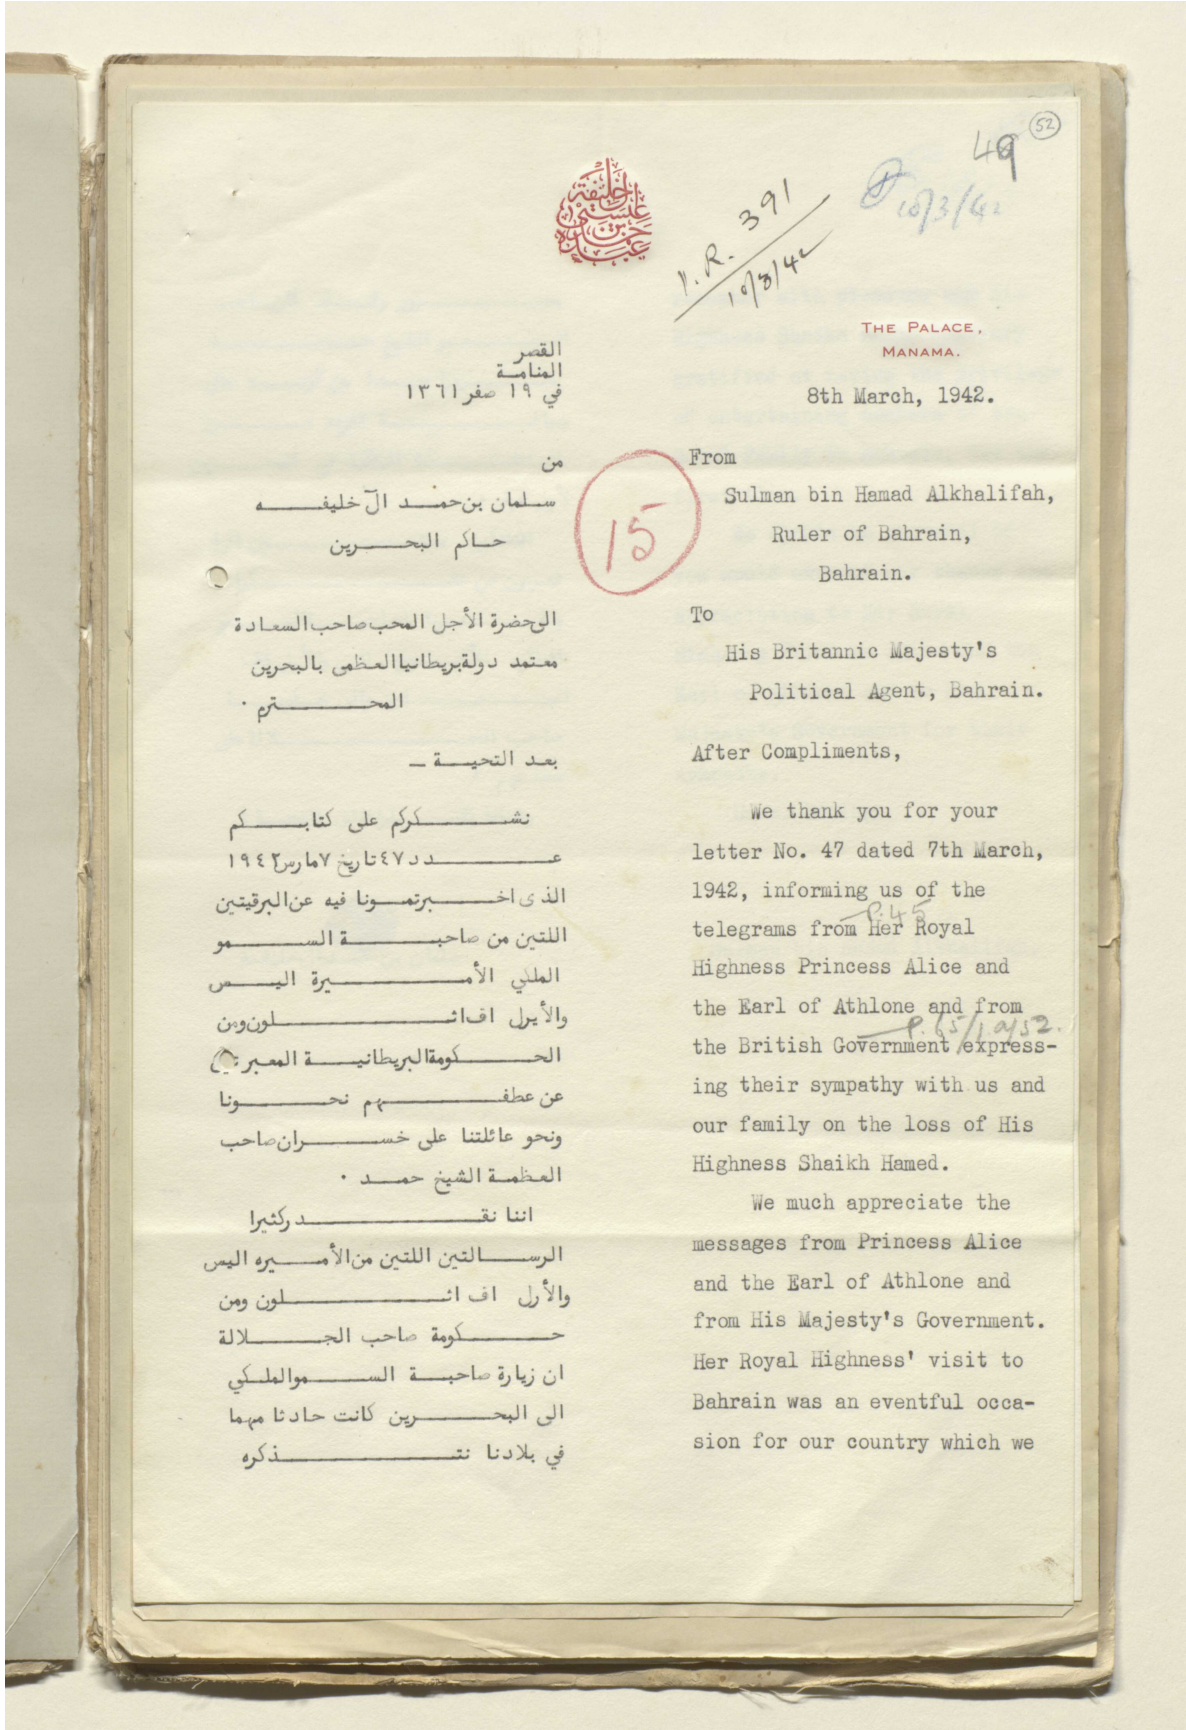 52
49
10/3/42
P.R. 391
10/3/42
THE PALACE,
MANAMA.
8th March, 1942.
القصر
المنامة
في ١٩ صفر ١٣٦١
15
من
سلمان بن حمد آل خليفه
حاكم البحرين
الى حضرة الأجل المحب صاحب السعادة
معتمد دولة بريطانيا العظمى بالبحرين
المحترم ٠
بعد التحية _
نشكركم على كتابكم
عدد ٤٧ تاريخ ٧ مارس ١٩٤٢
الذى اخبرتمونا فيه عن البرقيتين
اللتين من صاحبة السمو
الملكي الأميرة اليس
والأيرل اف اثلون ومن
الحكومة البريطانية المعبرتين
عن عطفهم نحونا
ونحو عائلتنا على خسران صاحب
العظمة الشيخ حمد ٠
اننا نقدر كثيرا
الرسالتين اللتين من الأميره اليس
والأرل اف اثلون ومن
حكومة صاحب الجلالة
ان زيارة صاحبة السمو الملكي
الى البحرين كانت حادثا مهما
في بلادنا نتذكره
From
Sulman bin Hamad Alkhalifah,
Ruler of Bahrain,
Bahrain.
To
His Britannic Majesty's
Political Agent, Bahrain.
After Compliments,
We thank you for your
letter No. 47 dated 7th March,
1942, informing us of the
p.45
telegrams from Her Royal
Highness Princess Alice and
the Earl of Athlone and from
the British Government express-
ing their sympathy with us and
our family on the loss of His
Highness Shaikh Hamed.
We much appreciate the
messages from Princess Alice
and the Earl of Athlone and
from His Majesty's Government.
Her Royal Highness' visit to
Bahrain was an eventful occa-
sion for our country which we